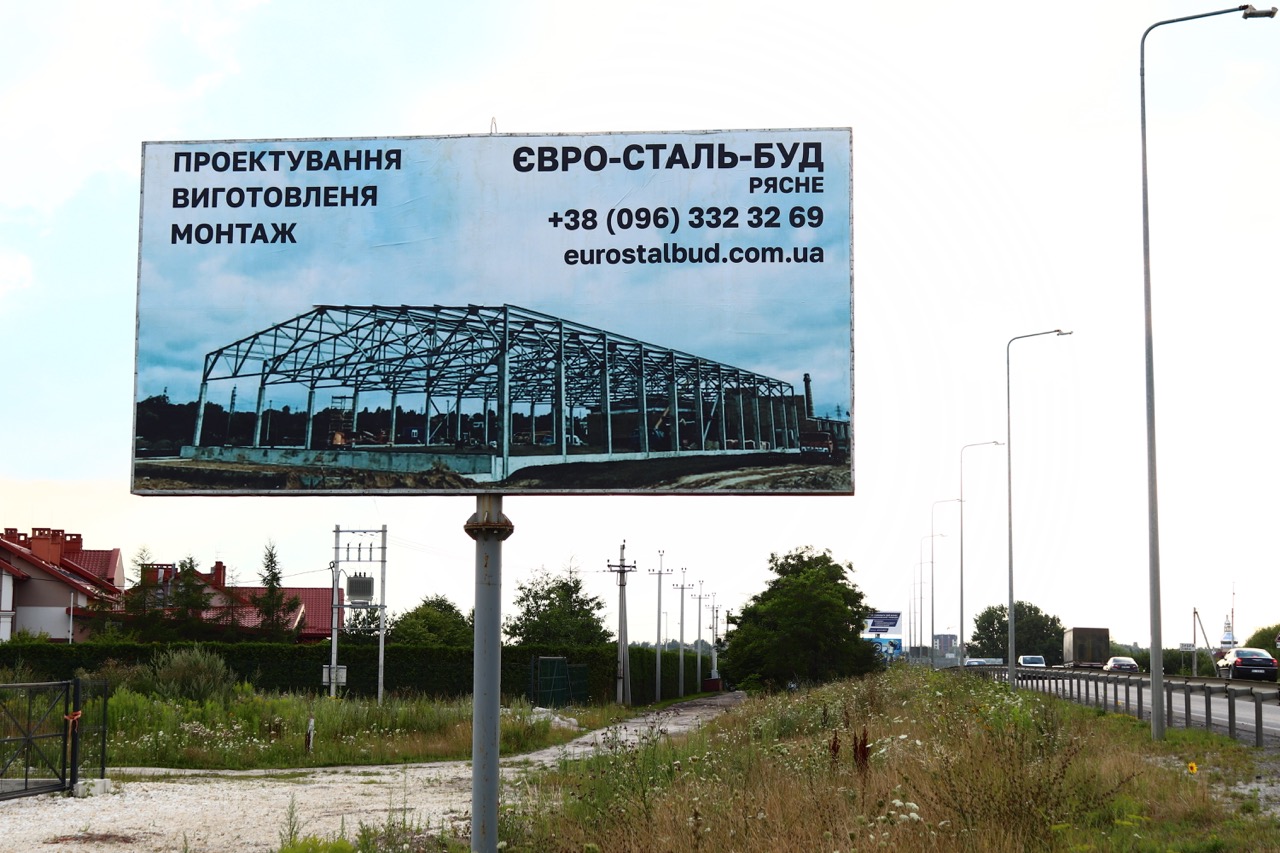 ПРОЕКТУВАННЯ
ВИГОТОВЛЕНЯ
МОНТАЖ
ЄВРО-СТАЛЬ-БУД
РЯСНЕ
+38 (096) 332 32 69
eurostalbud.com.ua